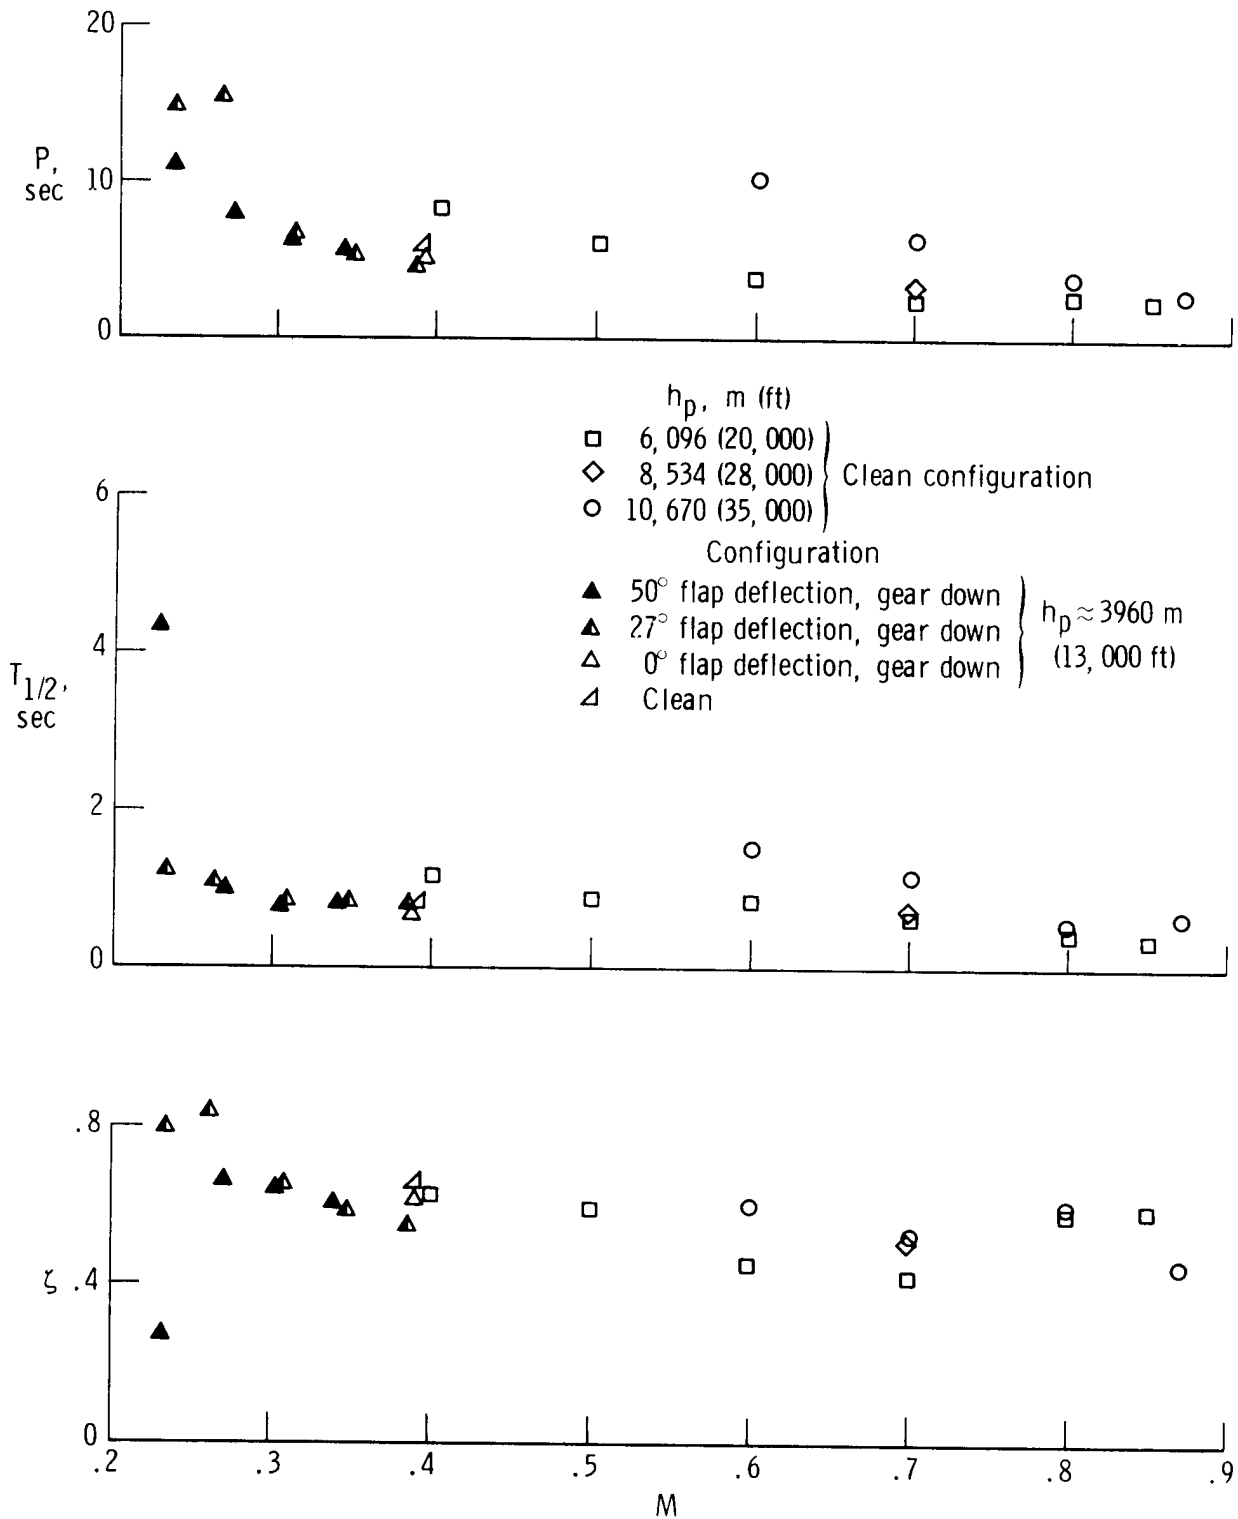 20
P,
sec
10
0
h_p, m (ft)
6,096 (20,000)
8,534 (28,000) Clean configuration
10,670 (35,000)
Configuration
50° flap deflection, gear down
27° flap deflection, gear down
0° flap deflection, gear down
h_p ≈ 3960 m
(13,000 ft)
Clean
6
4
T_1/2,
sec
2
0
.8
ζ .4
0
.2 .3 .4 .5 .6 .7 .8 .9
M